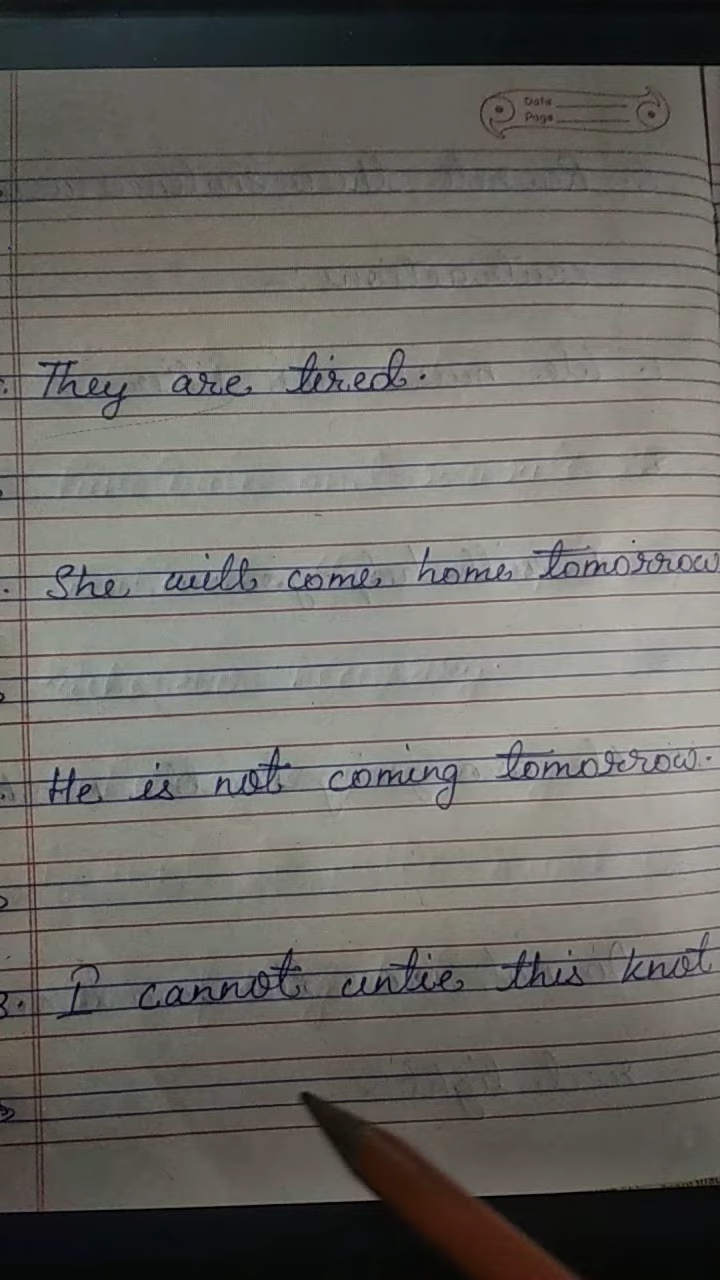 Date
Page
They are tired.
She will come home tomorrow
He is not coming tomorrow.
3. I cannot untie this knot